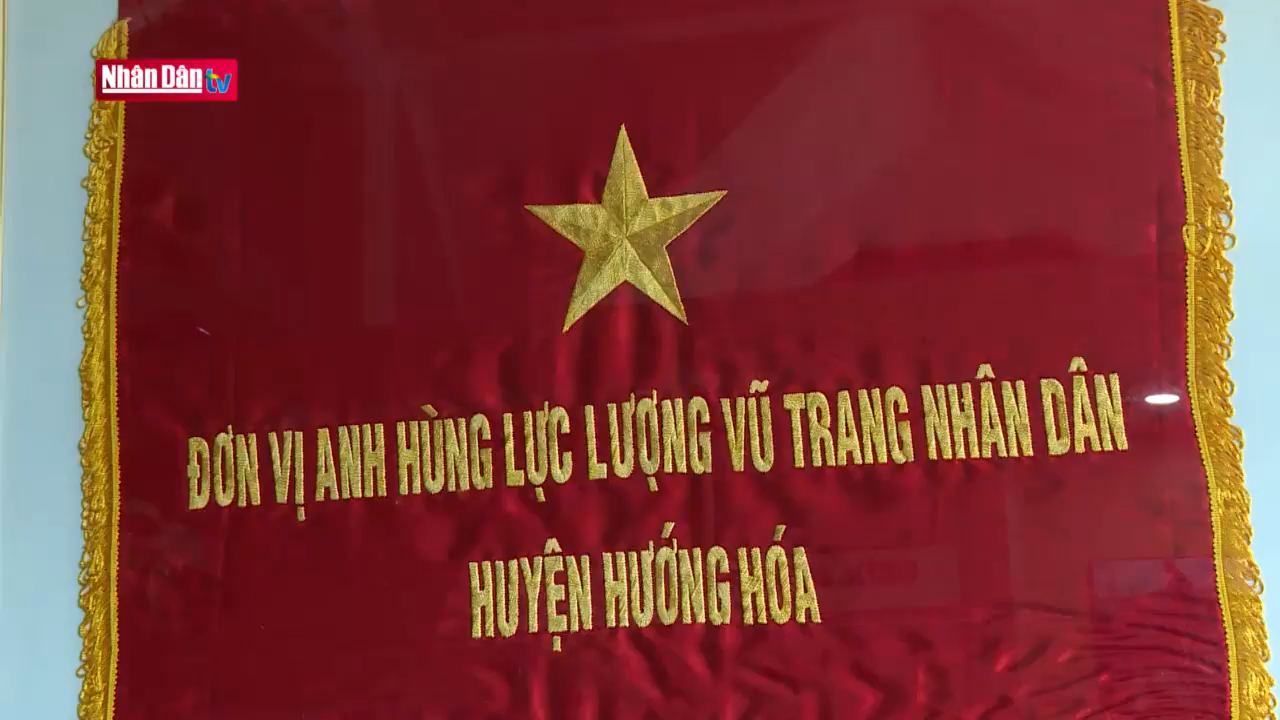 Nhân Dân tv
ĐƠN VỊ ANH HÙNG LỰC LƯỢNG VŨ TRANG NHÂN DÂN
HUYỆN HƯỚNG HÓA